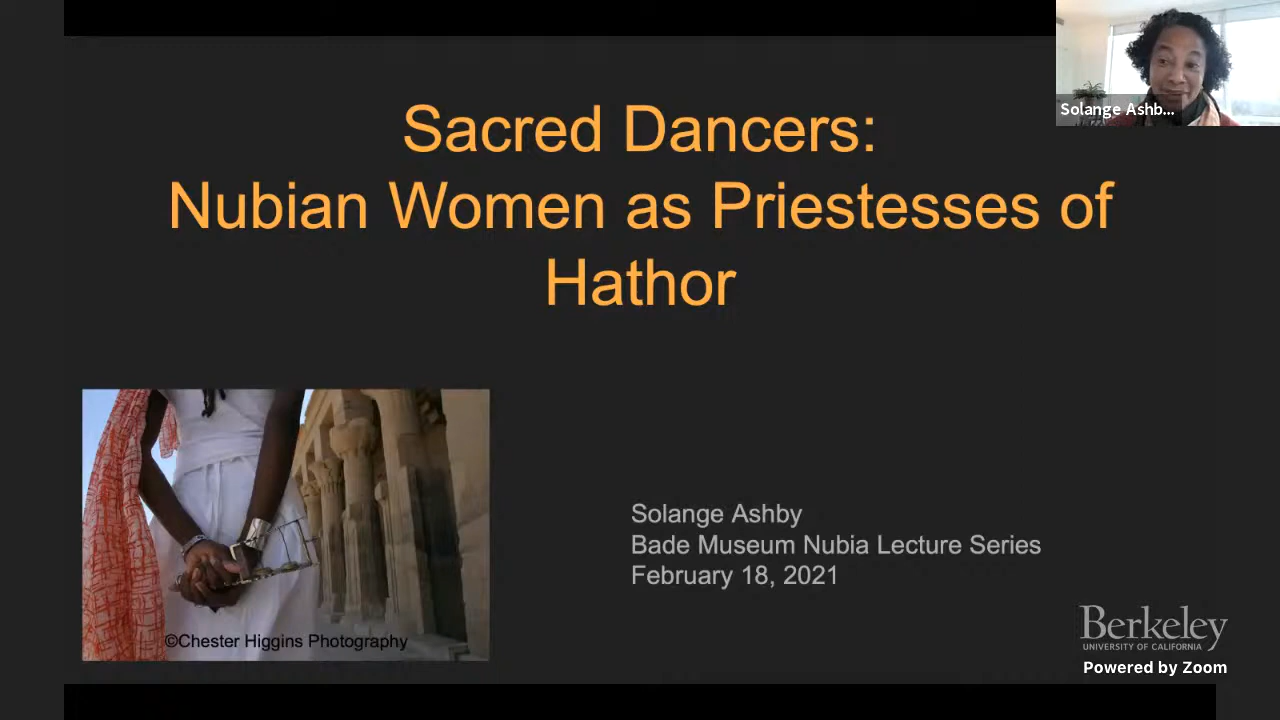 Sacred Dancers:
Nubian Women as Priestesses of
Hathor
Solange Ashb...
©Chester Higgins Photography
Solange Ashby
Bade Museum Nubia Lecture Series
February 18, 2021
Berkeley
UNIVERSITY OF CALIFORNIA
Powered by Zoom